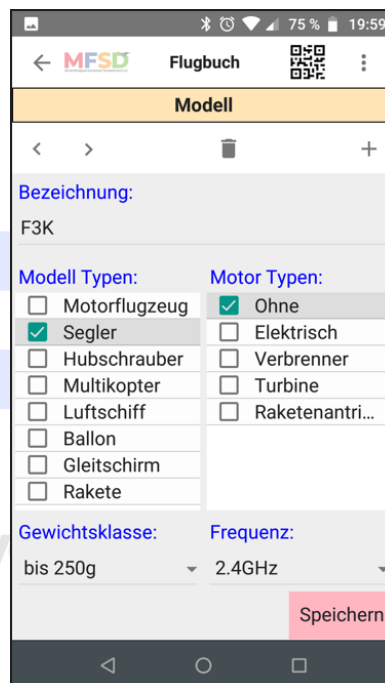 75 % 19:59
MFSD Flugbuch
Modell
Bezeichnung:
F3K
Modell Typen: Motor Typen:
Motorflugzeug Ohne
Segler Elektrisch
Hubschrauber Verbrenner
Multikopter Turbine
Luftschiff Raketenantri...
Ballon
Gleitschirm
Rakete
Gewichtsklasse: Frequenz:
bis 250g 2.4GHz
Speichern